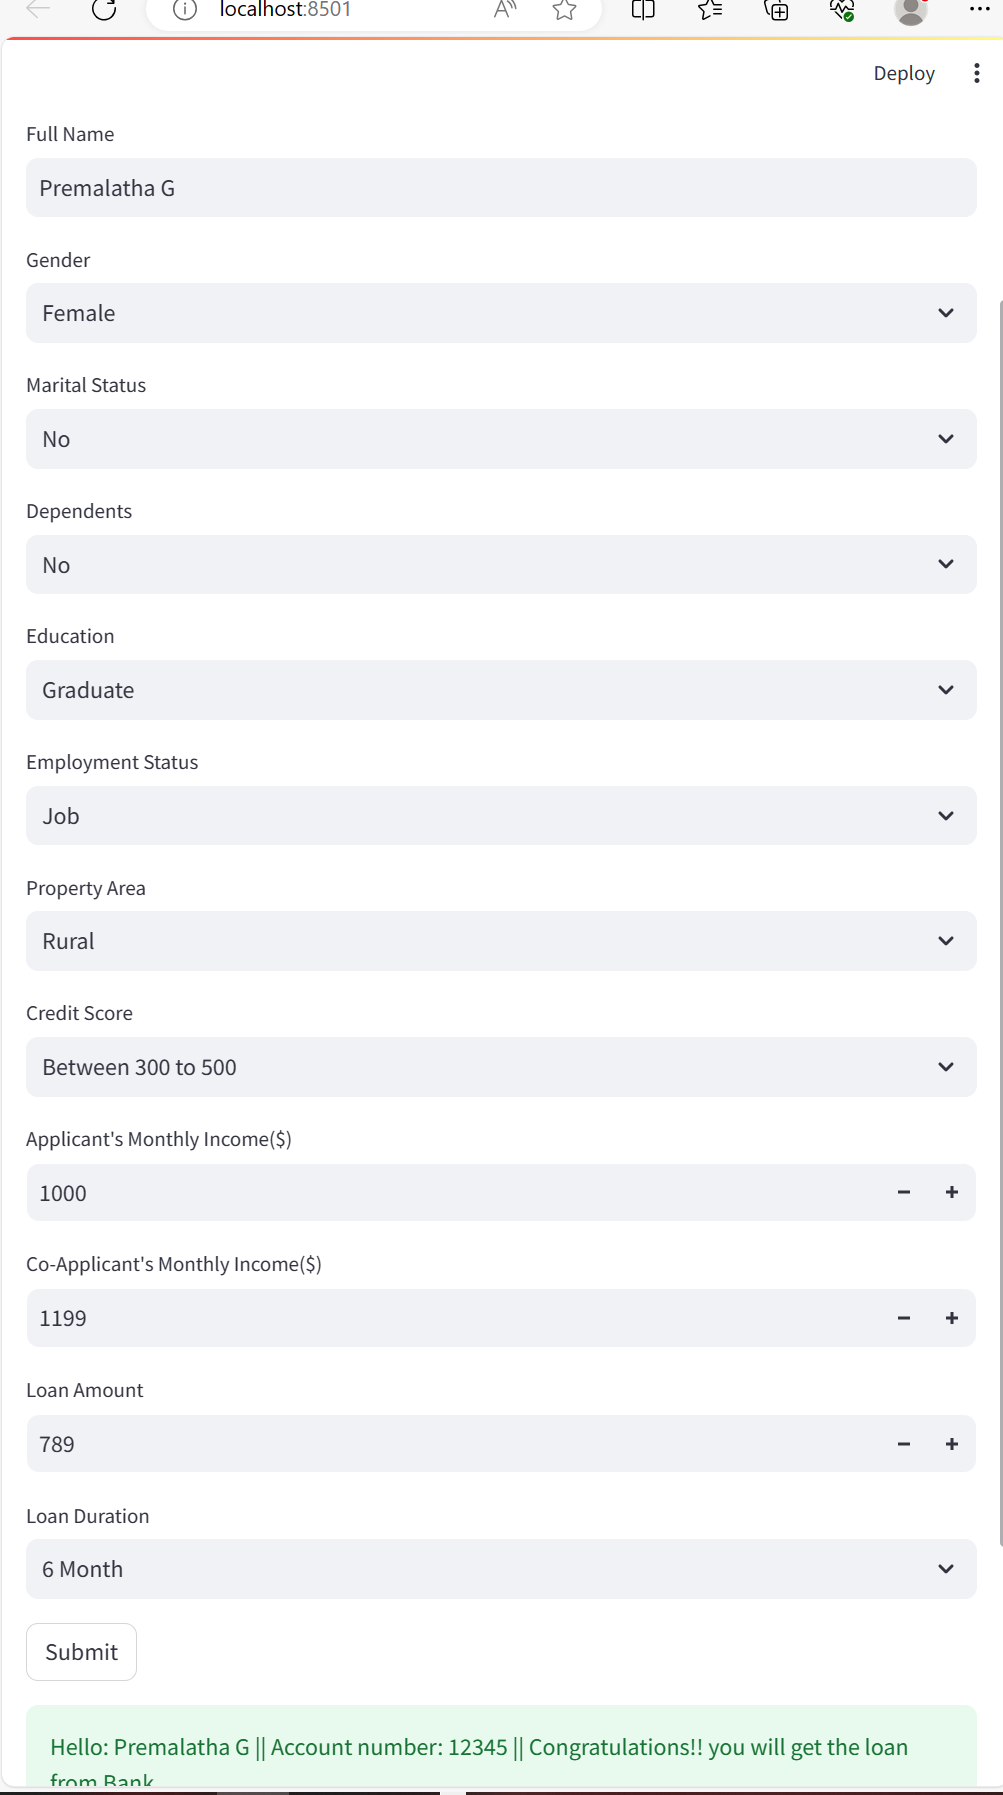 localhost:8501
Deploy
Full Name
Premalatha G
Gender
Female
Marital Status
No
Dependents
No
Education
Graduate
Employment Status
Job
Property Area
Rural
Credit Score
Between 300 to 500
Applicant's Monthly Income($)
1000
Co-Applicant's Monthly Income($)
1199
Loan Amount
789
Loan Duration
6 Month
Submit
Hello: Premalatha G || Account number: 12345 || Congratulations!! you will get the loan
from Bank